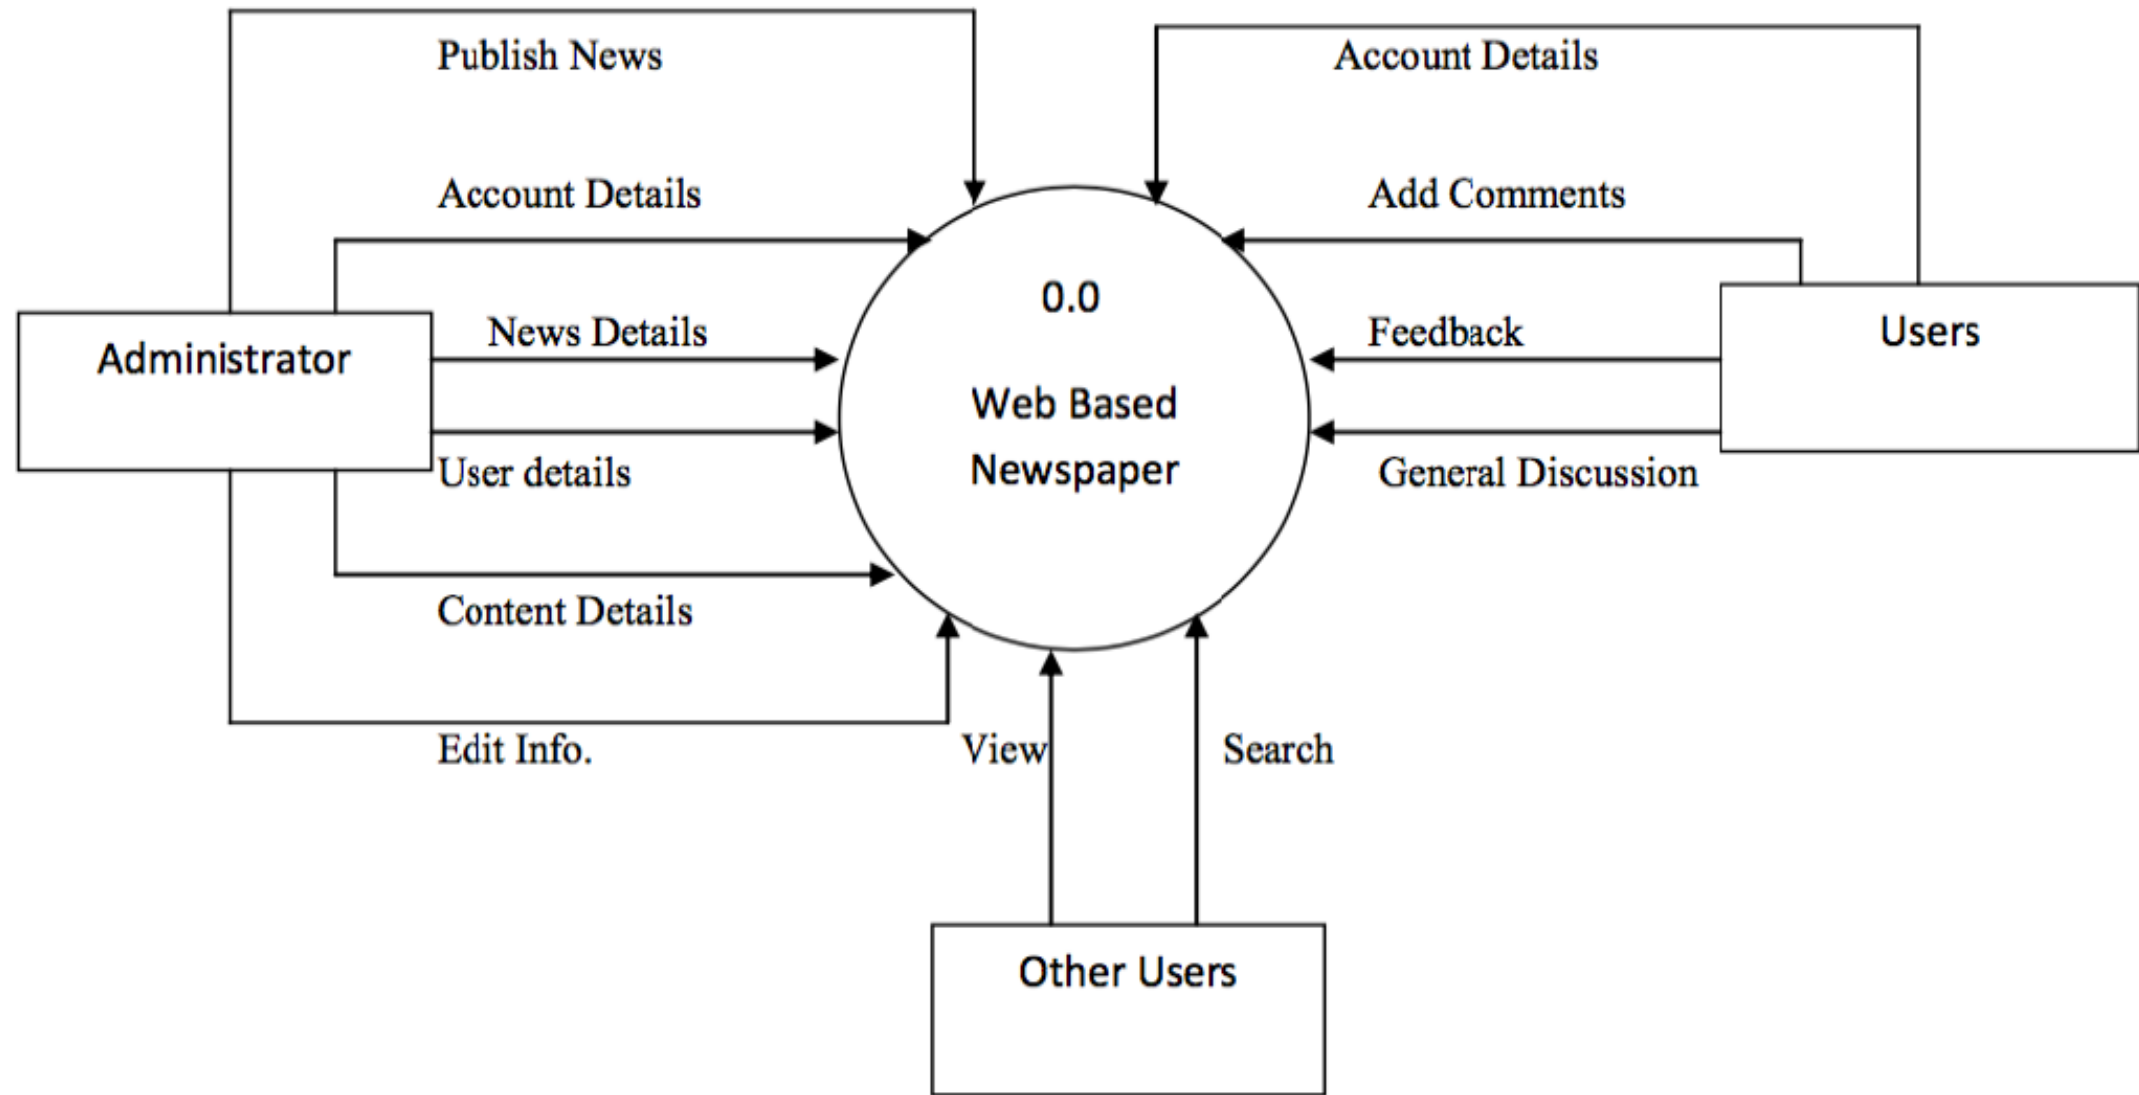 Publish News
Account Details
Account Details
Add Comments
0.0
Administrator
News Details
Feedback
Users
Web Based
Newspaper
User details
General Discussion
Content Details
Edit Info.
View
Search
Other Users